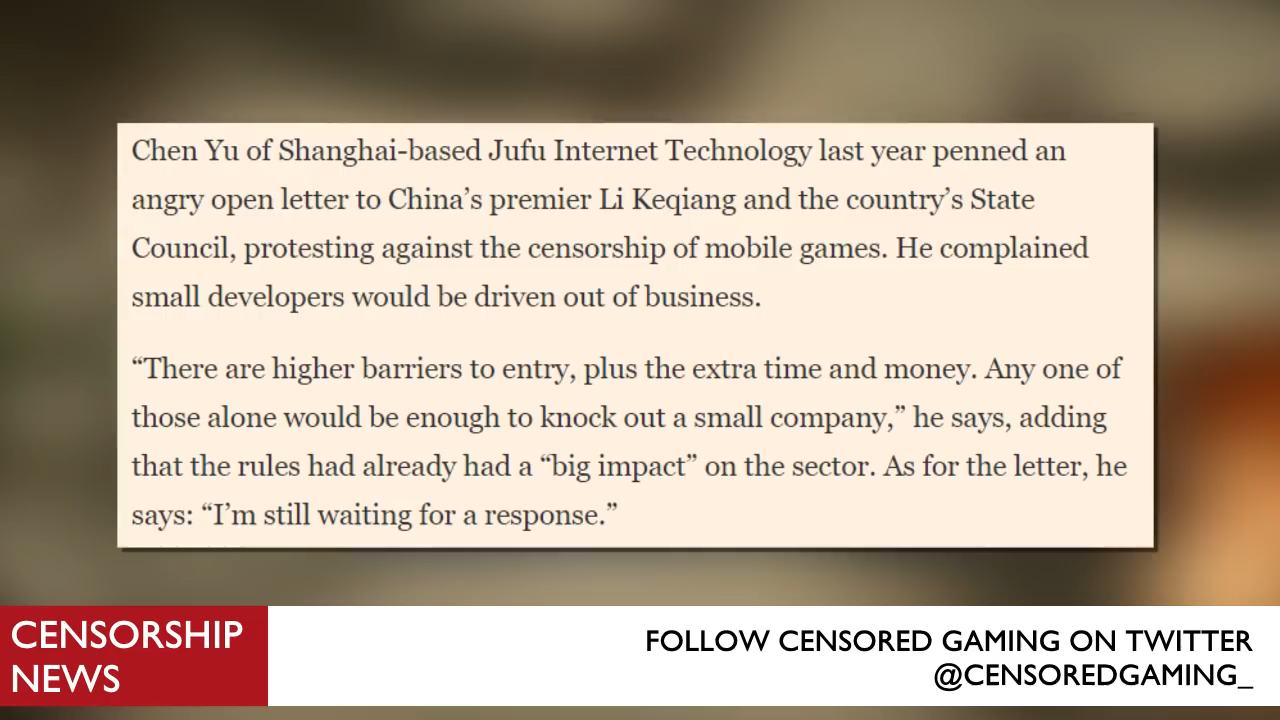 Chen Yu of Shanghai-based Jufu Internet Technology last year penned an
angry open letter to China’s premier Li Keqiang and the country’s State
Council, protesting against the censorship of mobile games. He complained
small developers would be driven out of business.
“There are higher barriers to entry, plus the extra time and money. Any one of
those alone would be enough to knock out a small company,” he says, adding
that the rules had already had a “big impact” on the sector. As for the letter, he
says: “I’m still waiting for a response.”
CENSORSHIP
NEWS
FOLLOW CENSORED GAMING ON TWITTER
@CENSOREDGAMING_